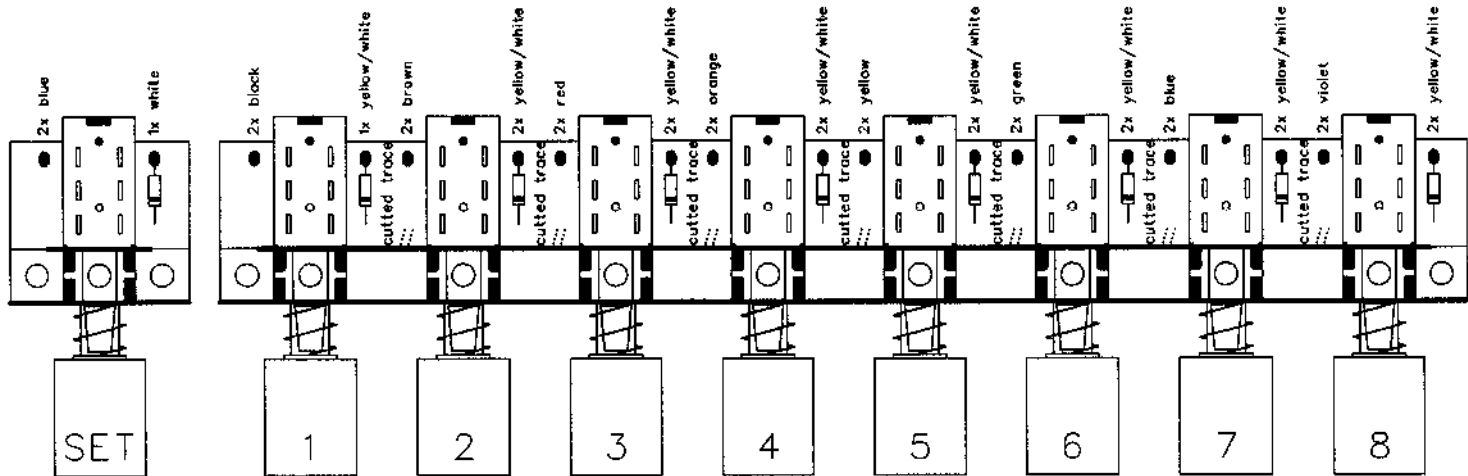 2x blue
1x white
2x black
1x yellow/white
2x brown
2x yellow/white
2x red
2x yellow/white
2x orange
2x yellow/white
2x yellow
2x yellow/white
2x green
2x yellow/white
2x blue
2x yellow/white
2x violet
2x yellow/white
cutted trace
cutted trace
cutted trace
cutted trace
cutted trace
cutted trace
cutted trace
SET
1
2
3
4
5
6
7
8